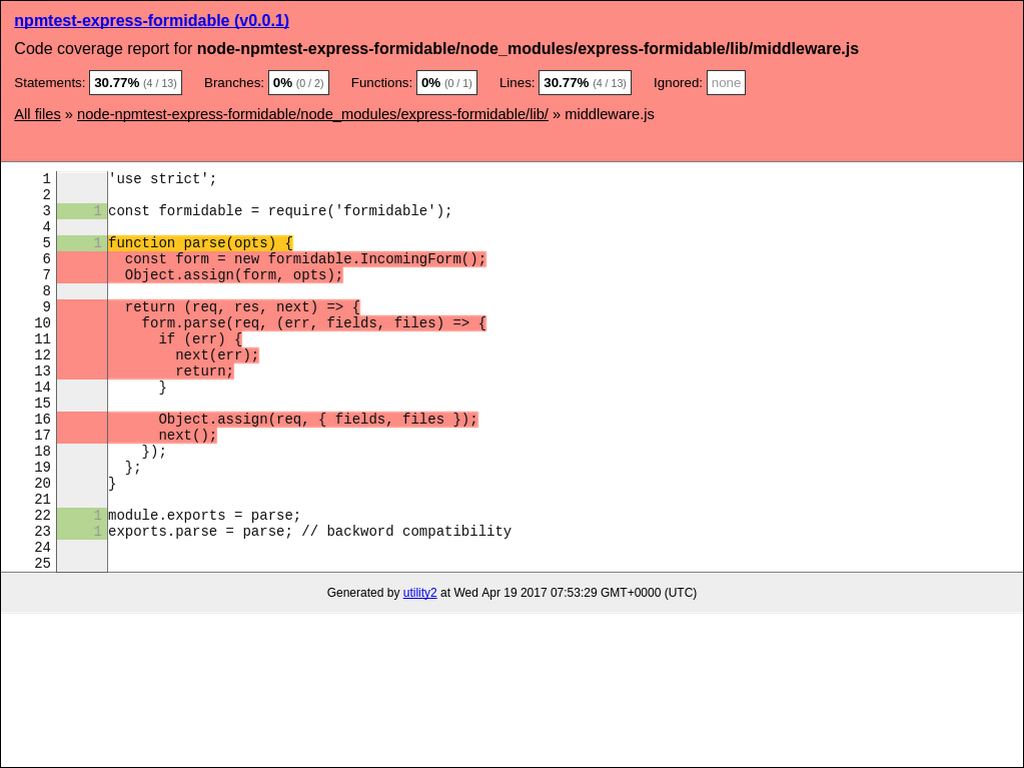 npmtest-express-formidable (v0.0.1)
Code coverage report for node-npmtest-express-formidable/node_modules/express-formidable/lib/middleware.js
Statements: 30.77% (4 / 13) Branches: 0% (0 / 2) Functions: 0% (0 / 1) Lines: 30.77% (4 / 13) Ignored: none
All files » node-npmtest-express-formidable/node_modules/express-formidable/lib/ » middleware.js
1 'use strict';
2
3 1 const formidable = require('formidable');
4
5 1 function parse(opts) {
6 const form = new formidable.IncomingForm();
7 Object.assign(form, opts);
8
9 return (req, res, next) => {
10 form.parse(req, (err, fields, files) => {
11 if (err) {
12 next(err);
13 return;
14 }
15
16 Object.assign(req, { fields, files });
17 next();
18 });
19 };
20 }
21
22 1 module.exports = parse;
23 1 exports.parse = parse; // backword compatibility
24
25
Generated by utility2 at Wed Apr 19 2017 07:53:29 GMT+0000 (UTC)